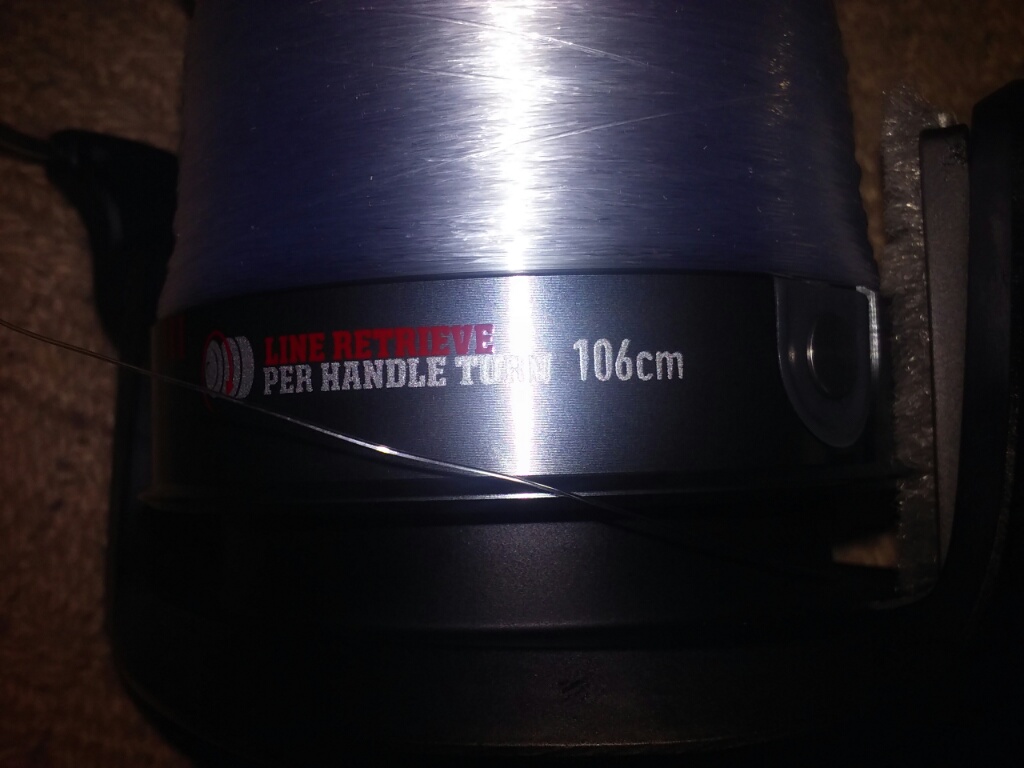 LINE RETRIEVE
PER HANDLE TURN 106cm